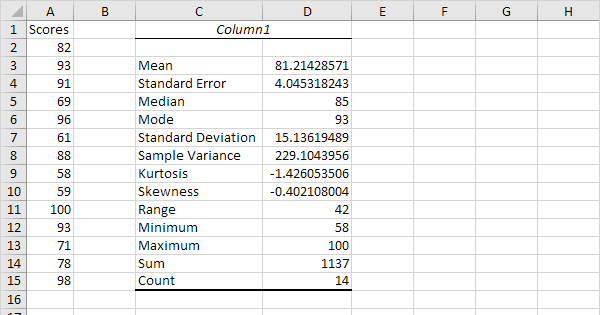 A B C D E F G H
1 Scores Column1
2 82
3 93 Mean 81.21428571
4 91 Standard Error 4.045318243
5 69 Median 85
6 96 Mode 93
7 61 Standard Deviation 15.13619489
8 88 Sample Variance 229.1043956
9 58 Kurtosis -1.426053506
10 59 Skewness -0.402108004
11 100 Range 42
12 93 Minimum 58
13 71 Maximum 100
14 78 Sum 1137
15 98 Count 14
16